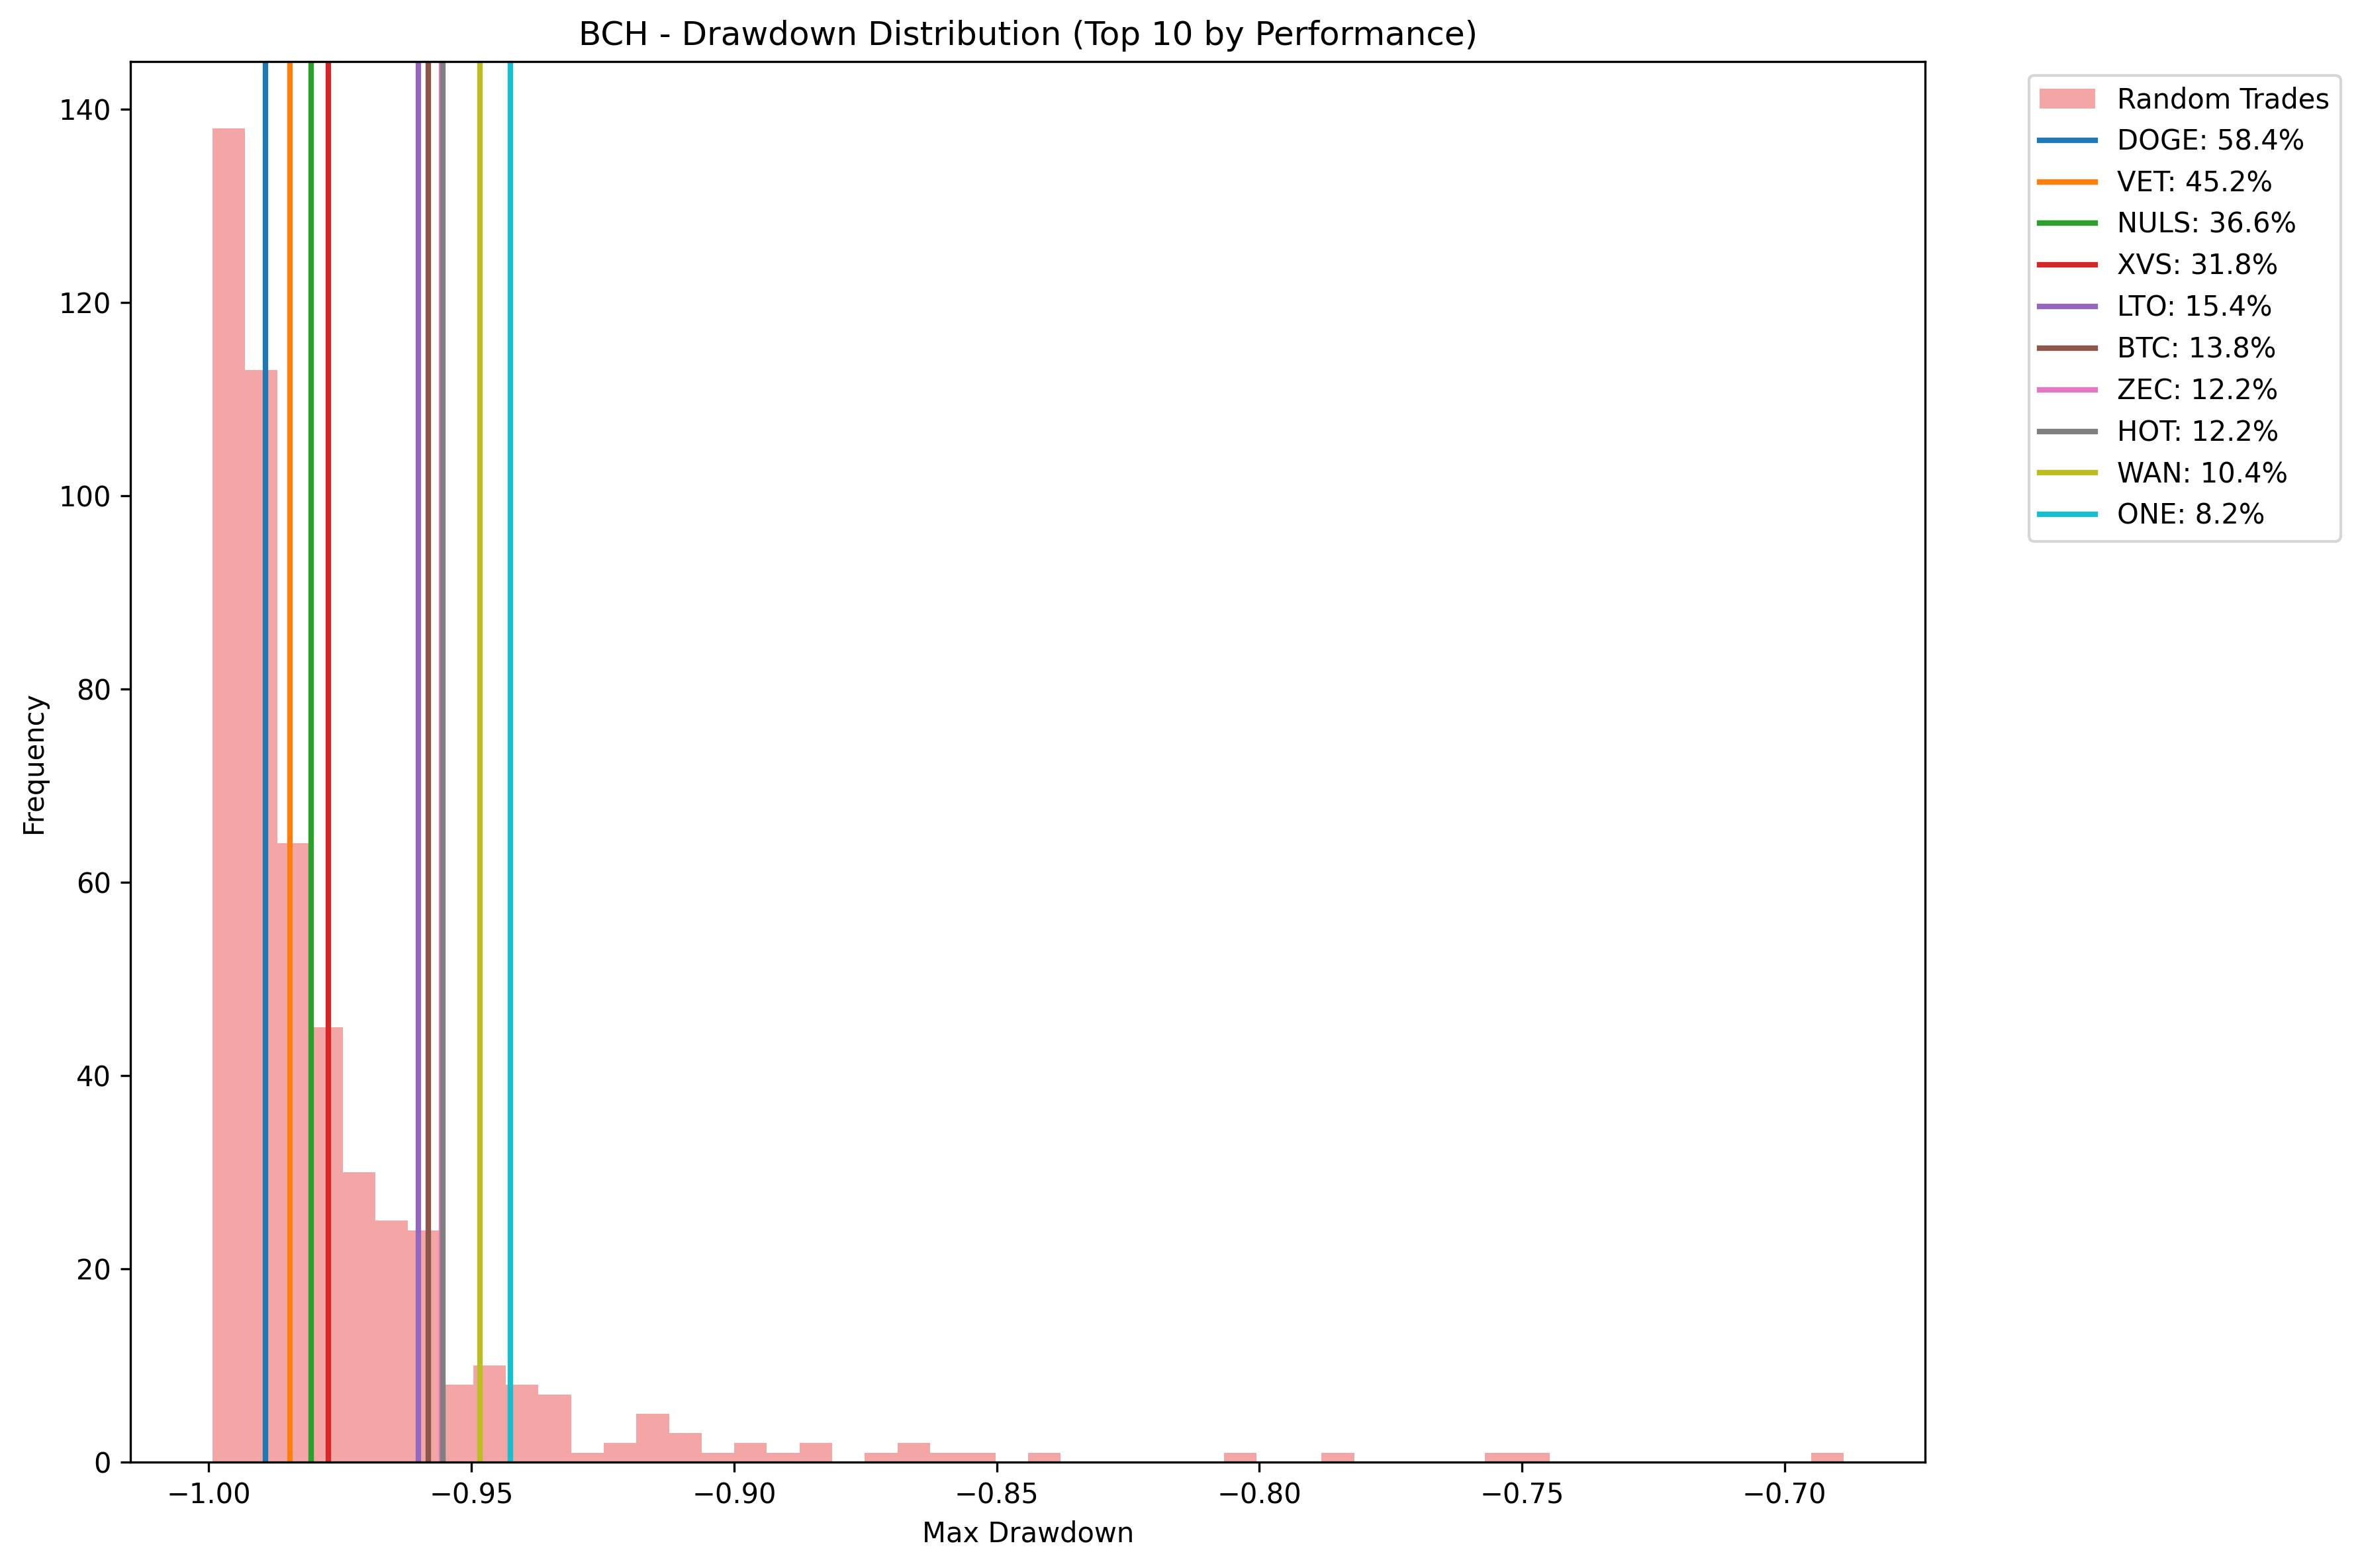 BCH - Drawdown Distribution (Top 10 by Performance)
Random Trades
DOGE: 58.4%
VET: 45.2%
NULS: 36.6%
XVS: 31.8%
LTO: 15.4%
BTC: 13.8%
ZEC: 12.2%
HOT: 12.2%
WAN: 10.4%
ONE: 8.2%
Frequency
140
120
100
80
60
40
20
0
−1.00
−0.95
−0.90
−0.85
−0.80
−0.75
−0.70
Max Drawdown